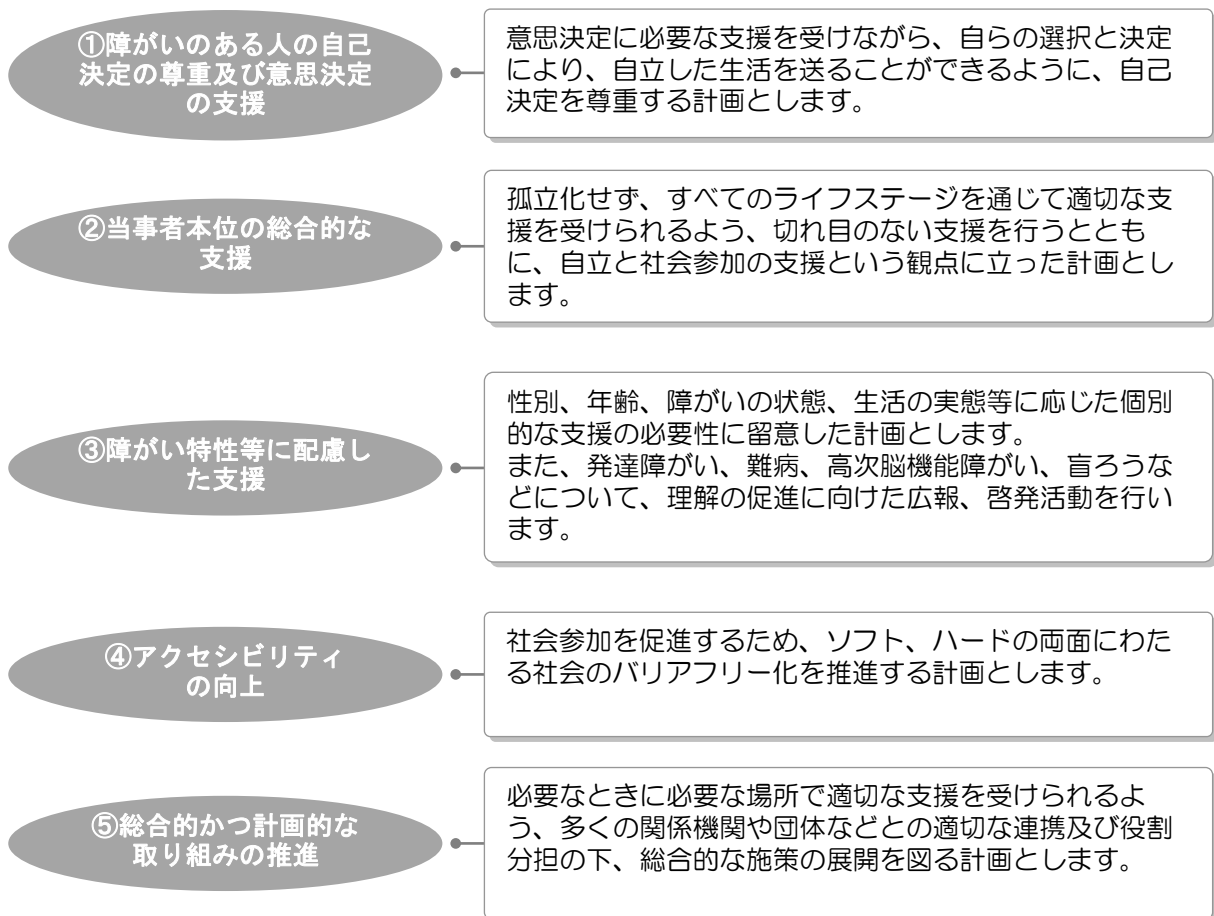 ①障がいのある人の自己
決定の尊重及び意思決定
の支援
意思決定に必要な支援を受けながら、自らの選択と決定
により、自立した生活を送ることができるように、自己
決定を尊重する計画とします。
②当事者本位の総合的な
支援
孤立化せず、すべてのライフステージを通じて適切な支
援を受けられるよう、切れ目のない支援を行うととも
に、自立と社会参加の支援という観点に立った計画とし
ます。
③障がい特性等に配慮し
た支援
性別、年齢、障がいの状態、生活の実態等に応じた個別
的な支援の必要性に留意した計画とします。
また、発達障がい、難病、高次脳機能障がい、盲ろうな
どについて、理解の促進に向けた広報、啓発活動を行い
ます。
④アクセシビリティ
の向上
社会参加を促進するため、ソフト、ハードの両面にわた
る社会のバリアフリー化を推進する計画とします。
⑤総合的かつ計画的な
取り組みの推進
必要なときに必要な場所で適切な支援を受けられるよ
う、多くの関係機関や団体などとの適切な連携及び役割
分担の下、総合的な施策の展開を図る計画とします。